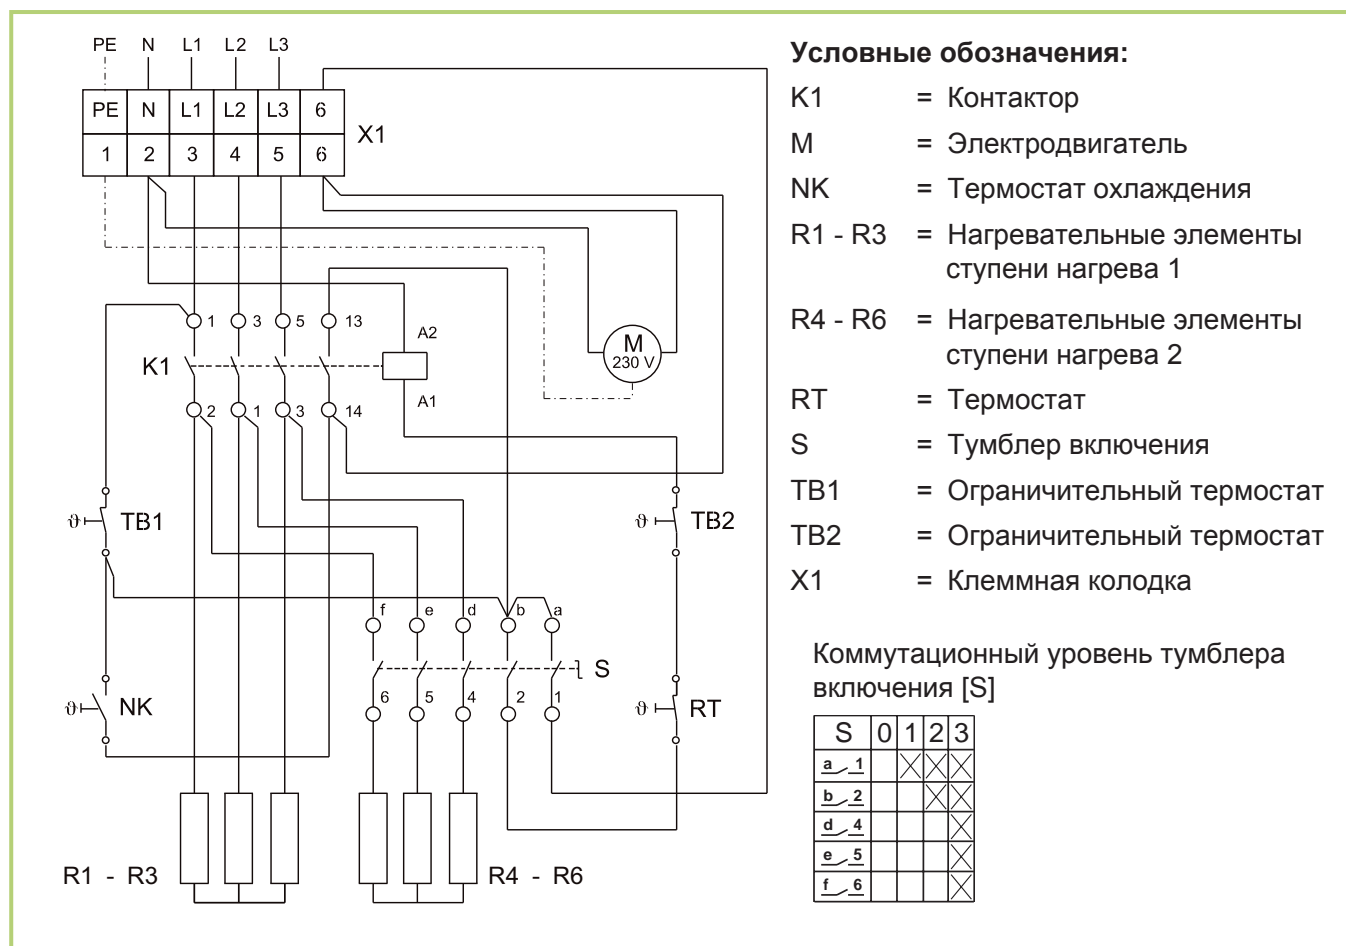 PE N L1 L2 L3
PE N L1 L2 L3 6
X1
1 2 3 4 5 6
1 3 5 13
A2
K1
M
230 V
A1
2 1 3 14
ϑ TB1
ϑ TB2
f e d b a
S
6 5 4 2 1
ϑ NK
ϑ RT
R1 - R3
R4 - R6
Условные обозначения:
K1 = Контактор
M = Электродвигатель
NK = Термостат охлаждения
R1 - R3 = Нагревательные элементы
ступени нагрева 1
R4 - R6 = Нагревательные элементы
ступени нагрева 2
RT = Термостат
S = Тумблер включения
TB1 = Ограничительный термостат
TB2 = Ограничительный термостат
X1 = Клеммная колодка
Коммутационный уровень тумблера
включения [S]
S 0 1 2 3
a 1
b 2
d 4
e 5
f 6